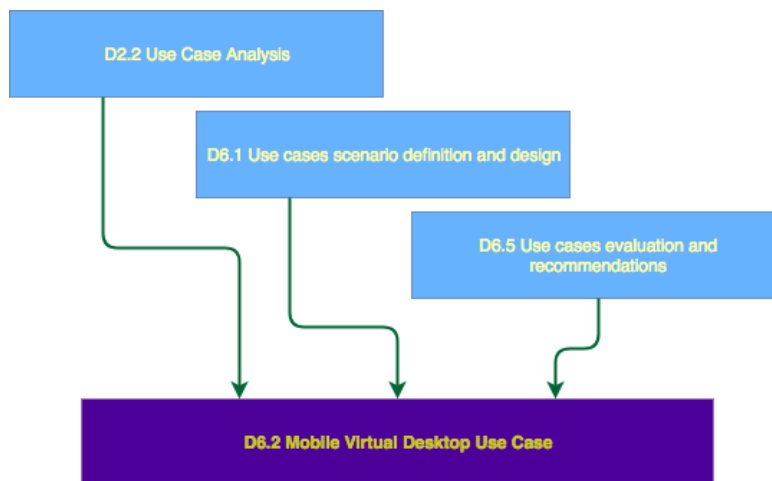 D2.2 Use Case Analysis
D6.1 Use cases scenario definition and design
D6.5 Use cases evaluation and
recommendations
D6.2 Mobile Virtual Desktop Use Case